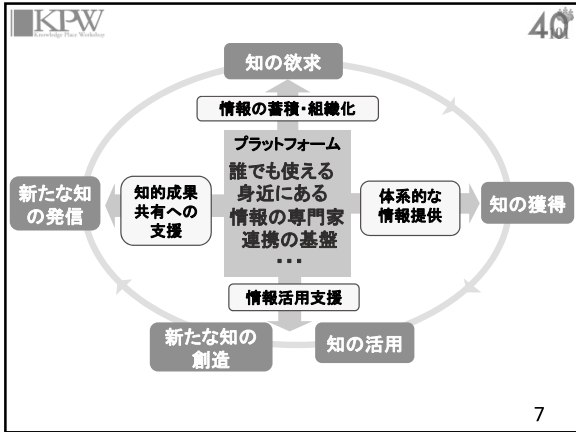 KPW
Knowledge Place Workshop
40
知の欲求
情報の蓄積・組織化
プラットフォーム
誰でも使える
身近にある
情報の専門家
連携の基盤
・・・
新たな知
の発信
知的成果
共有への
支援
体系的な
情報提供
知の獲得
情報活用支援
新たな知の
創造
知の活用
7